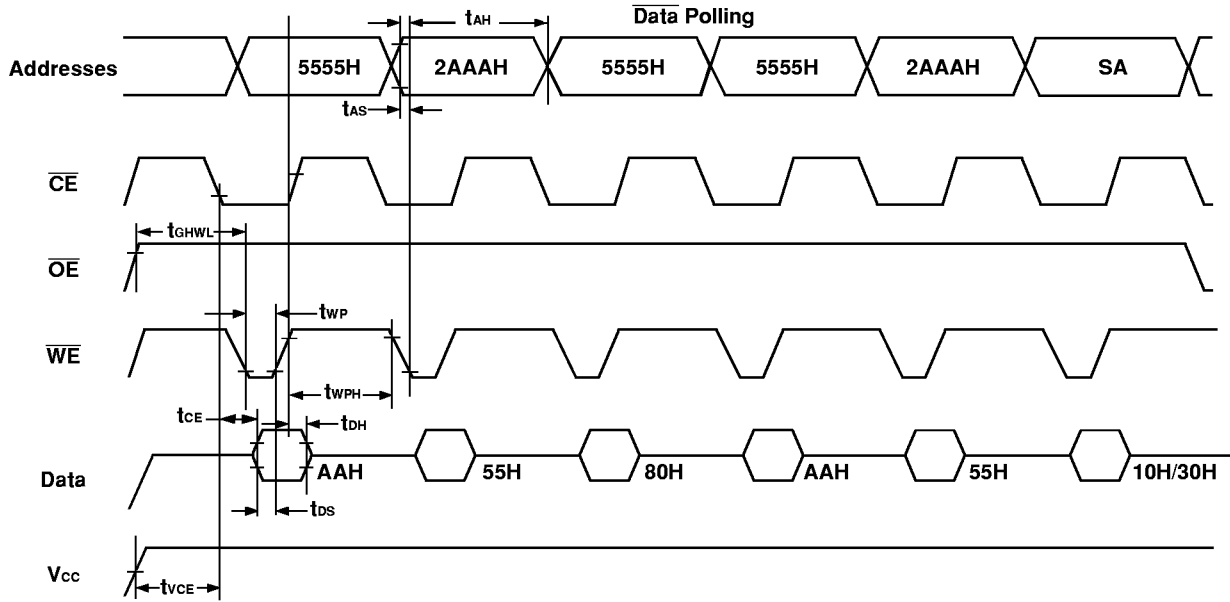 tAH
Data Polling
Addresses 5555H 2AAAH 5555H 5555H 2AAAH SA
tAS
CE
tGHWL
OE
tWP
WE
tWPH
tCE
tDH
Data AAH 55H 80H AAH 55H 10H/30H
tDS
VCC
tVCE